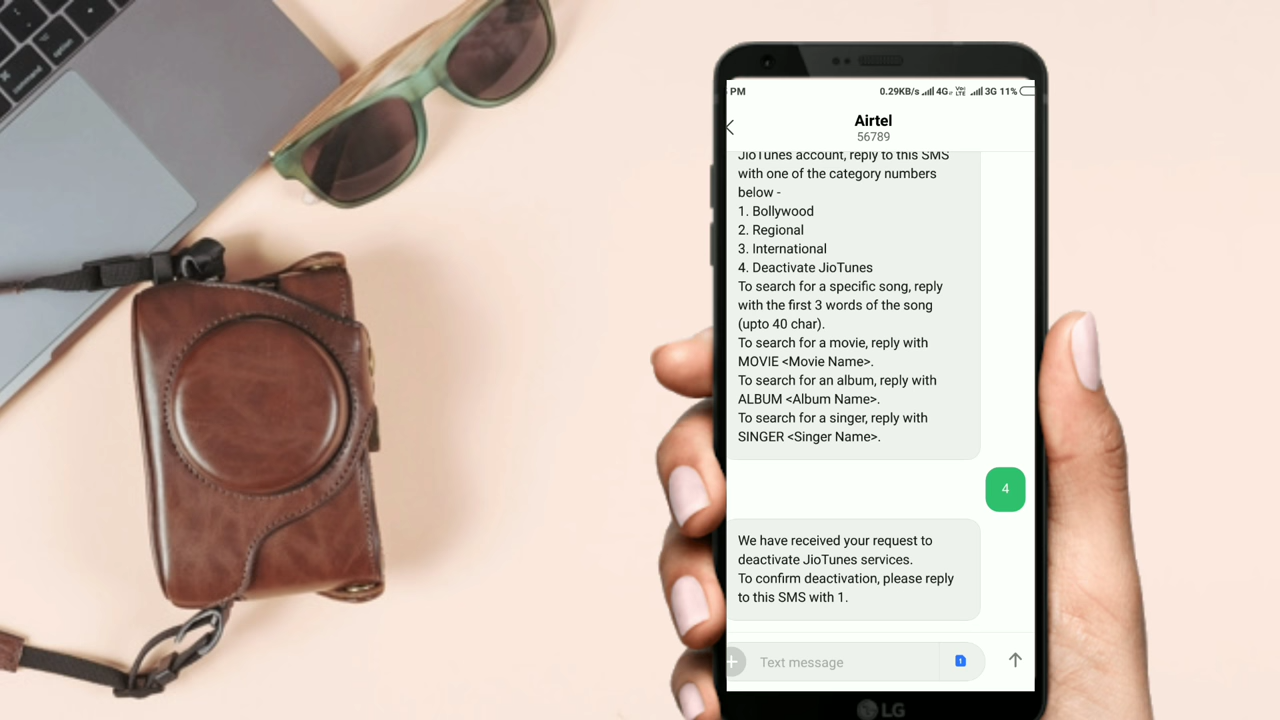 command
option
PM
0.29KB/s 4G VoLTE 3G 11%
Airtel
56789
JioTunes account, reply to this SMS
with one of the category numbers
below -
1. Bollywood
2. Regional
3. International
4. Deactivate JioTunes
To search for a specific song, reply
with the first 3 words of the song
(upto 40 char).
To search for a movie, reply with
MOVIE <Movie Name>.
To search for an album, reply with
ALBUM <Album Name>.
To search for a singer, reply with
SINGER <Singer Name>.
4
We have received your request to
deactivate JioTunes services.
To confirm deactivation, please reply
to this SMS with 1.
Text message
LG